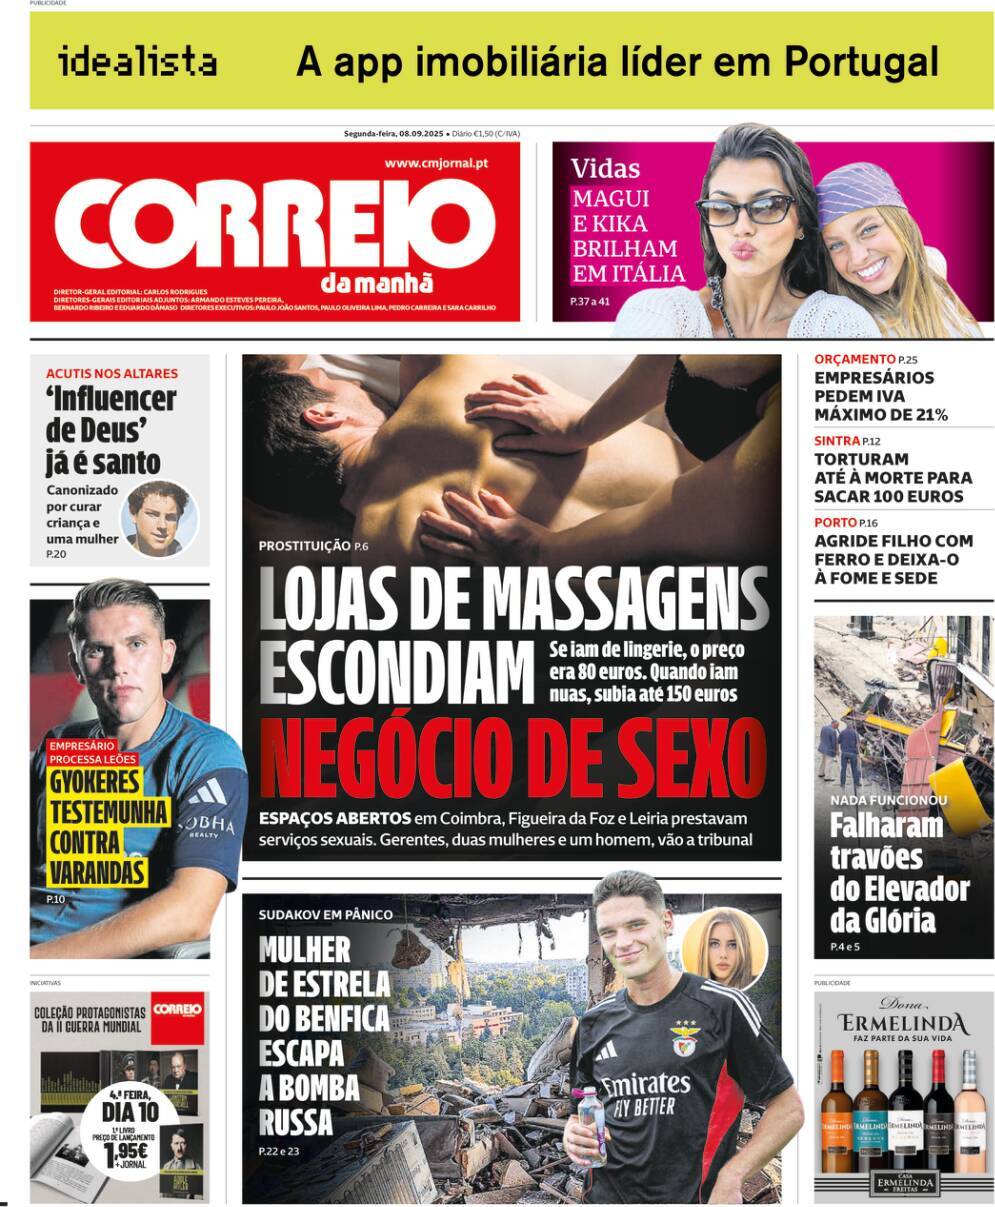 PUBLICIDADE
idealista
A app imobiliária líder em Portugal
Segunda-feira, 08.09.2025 • Diário €1,50 (C/IVA)
www.cmjornal.pt
CORREIO
da manhã
DIRETOR-GERAL EDITORIAL: CARLOS RODRIGUES
DIRETORES-GERAIS EDITORIAIS ADJUNTOS: ARMANDO ESTEVES PEREIRA,
BERNARDO RIBEIRO E EDUARDO DÂMASO DIRETORES EXECUTIVOS: PAULO JOÃO SANTOS, PAULO OLIVEIRA LIMA, PEDRO CARREIRA E SARA CARRILHO
Vidas
MAGUI
E KIKA
BRILHAM
EM ITÁLIA
P.37 a 41
ACUTIS NOS ALTARES
‘Influencer
de Deus’
já é santo
Canonizado
por curar
criança e
uma mulher
P.20
PROSTITUIÇÃO P.6
LOJAS DE MASSAGENS
ESCONDIAM
Se iam de lingerie, o preço
era 80 euros. Quando iam
nuas, subia até 150 euros
NEGÓCIO DE SEXO
ESPAÇOS ABERTOS em Coimbra, Figueira da Foz e Leiria prestavam
serviços sexuais. Gerentes, duas mulheres e um homem, vão a tribunal
ORÇAMENTO P.25
EMPRESÁRIOS
PEDEM IVA
MÁXIMO DE 21%
SINTRA P.12
TORTURAM
ATÉ À MORTE PARA
SACAR 100 EUROS
PORTO P.16
AGRIDE FILHO COM
FERRO E DEIXA-O
À FOME E SEDE
EMPRESÁRIO
PROCESSA LEÕES
GYOKERES
TESTEMUNHA
CONTRA
VARANDAS
P.10
SOBHA
REALTY
NADA FUNCIONOU
Falharam
travões
do Elevador
da Glória
P.4 e 5
SUDAKOV EM PÂNICO
MULHER
DE ESTRELA
DO BENFICA
ESCAPA
A BOMBA
RUSSA
P.22 e 23
Emirates
FLY BETTER
INICIATIVAS
COLEÇÃO PROTAGONISTAS
DA II GUERRA MUNDIAL
CORREIO
4.ª FEIRA,
DIA 10
1.º LIVRO
PREÇO DE LANÇAMENTO
1,95€
+ JORNAL
PUBLICIDADE
Dona
ERMELINDA
FAZ PARTE DA SUA VIDA
Dona
ERMELINDA
CASA
ERMELINDA
FREITAS